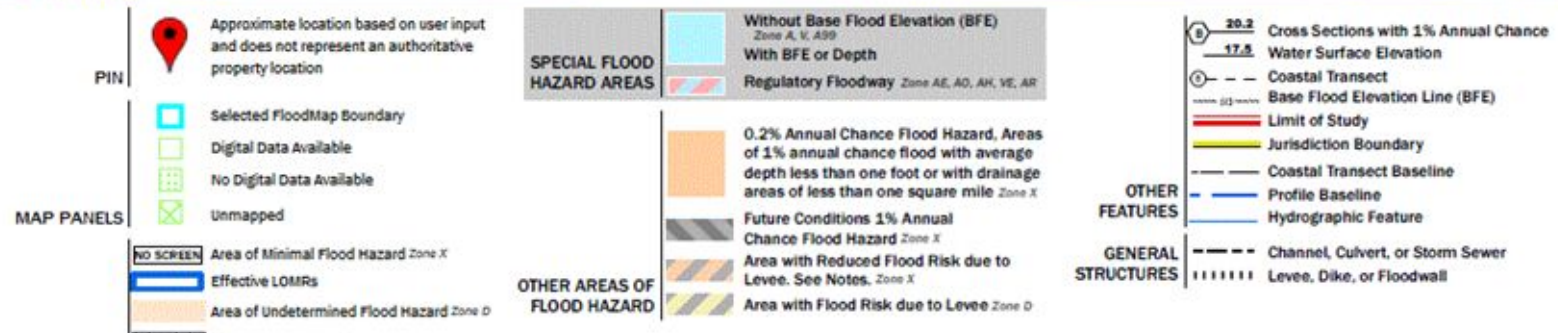 PIN
Approximate location based on user input
and does not represent an authoritative
property location
MAP PANELS
Selected FloodMap Boundary
Digital Data Available
No Digital Data Available
Unmapped
NO SCREEN Area of Minimal Flood Hazard Zone X
Effective LOMRs
Area of Undetermined Flood Hazard Zone D
SPECIAL FLOOD
HAZARD AREAS
Without Base Flood Elevation (BFE)
Zone A, V, A99
With BFE or Depth
Regulatory Floodway Zone AE, AO, AH, VE, AR
OTHER AREAS OF
FLOOD HAZARD
0.2% Annual Chance Flood Hazard, Areas
of 1% annual chance flood with average
depth less than one foot or with drainage
areas of less than one square mile Zone X
Future Conditions 1% Annual
Chance Flood Hazard Zone X
Area with Reduced Flood Risk due to
Levee. See Notes. Zone X
Area with Flood Risk due to Levee Zone D
OTHER
FEATURES
20.2
Cross Sections with 1% Annual Chance
17.5
Water Surface Elevation
Coastal Transect
Base Flood Elevation Line (BFE)
Limit of Study
Jurisdiction Boundary
Coastal Transect Baseline
Profile Baseline
Hydrographic Feature
GENERAL
STRUCTURES
Channel, Culvert, or Storm Sewer
Levee, Dike, or Floodwall